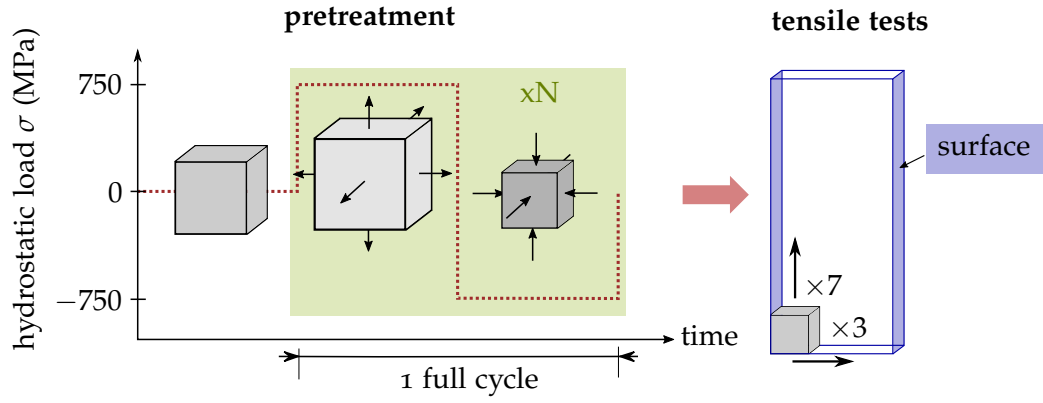 pretreatment
tensile tests
hydrostatic load σ (MPa)
750
0
−750
xN
surface
×7
×3
time
1 full cycle